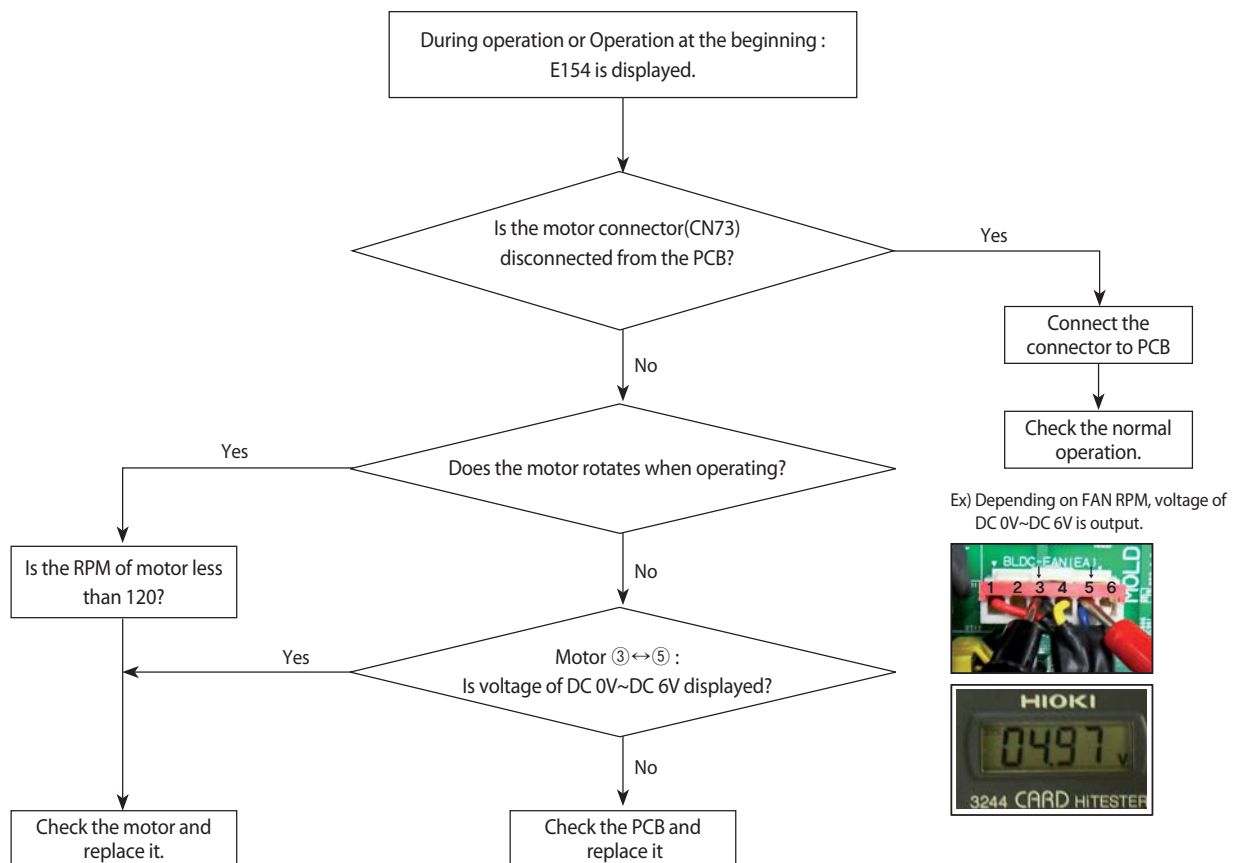 During operation or Operation at the beginning :
E154 is displayed.
Is the motor connector(CN73)
disconnected from the PCB?
Yes
Connect the
connector to PCB
No
Check the normal
operation.
Yes
Does the motor rotates when operating?
Ex) Depending on FAN RPM, voltage of
DC 0V~DC 6V is output.
Is the RPM of motor less
than 120?
No
BLDC-FAN(EA)
1 2 3 4 5 6
MOLD
Yes
Motor ③↔⑤ :
Is voltage of DC 0V~DC 6V displayed?
HIOKI
04.97 V
3244 CARD HiTESTER
No
Check the motor and
replace it.
Check the PCB and
replace it